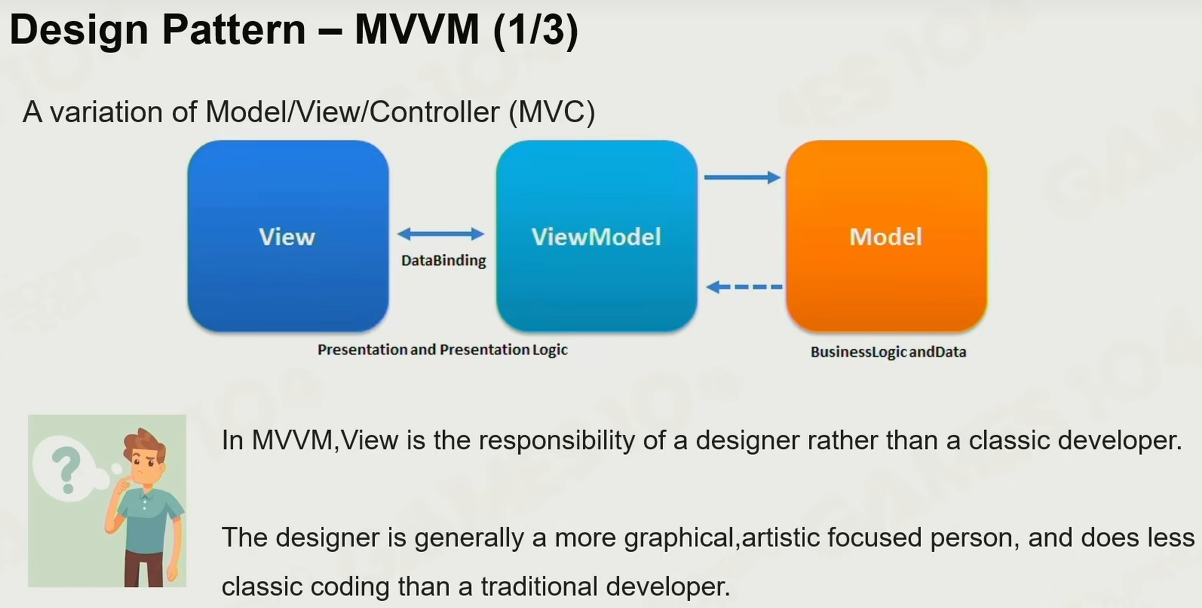 Design Pattern – MVVM (1/3)
A variation of Model/View/Controller (MVC)
View
DataBinding
ViewModel
Model
Presentation and Presentation Logic
BusinessLogicandData
?
In MVVM,View is the responsibility of a designer rather than a classic developer.
The designer is generally a more graphical,artistic focused person, and does less
classic coding than a traditional developer.